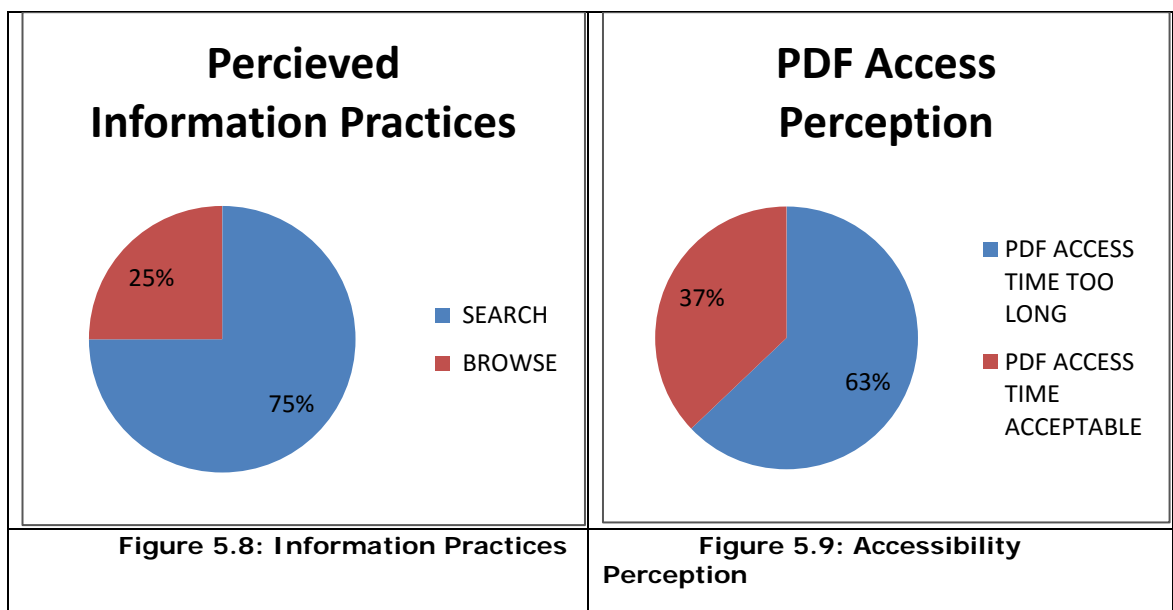 Percieved
Information Practices
25%
75%
SEARCH
BROWSE
Figure 5.8: Information Practices
PDF Access
Perception
37%
63%
PDF ACCESS
TIME TOO
LONG
PDF ACCESS
TIME
ACCEPTABLE
Figure 5.9: Accessibility
Perception